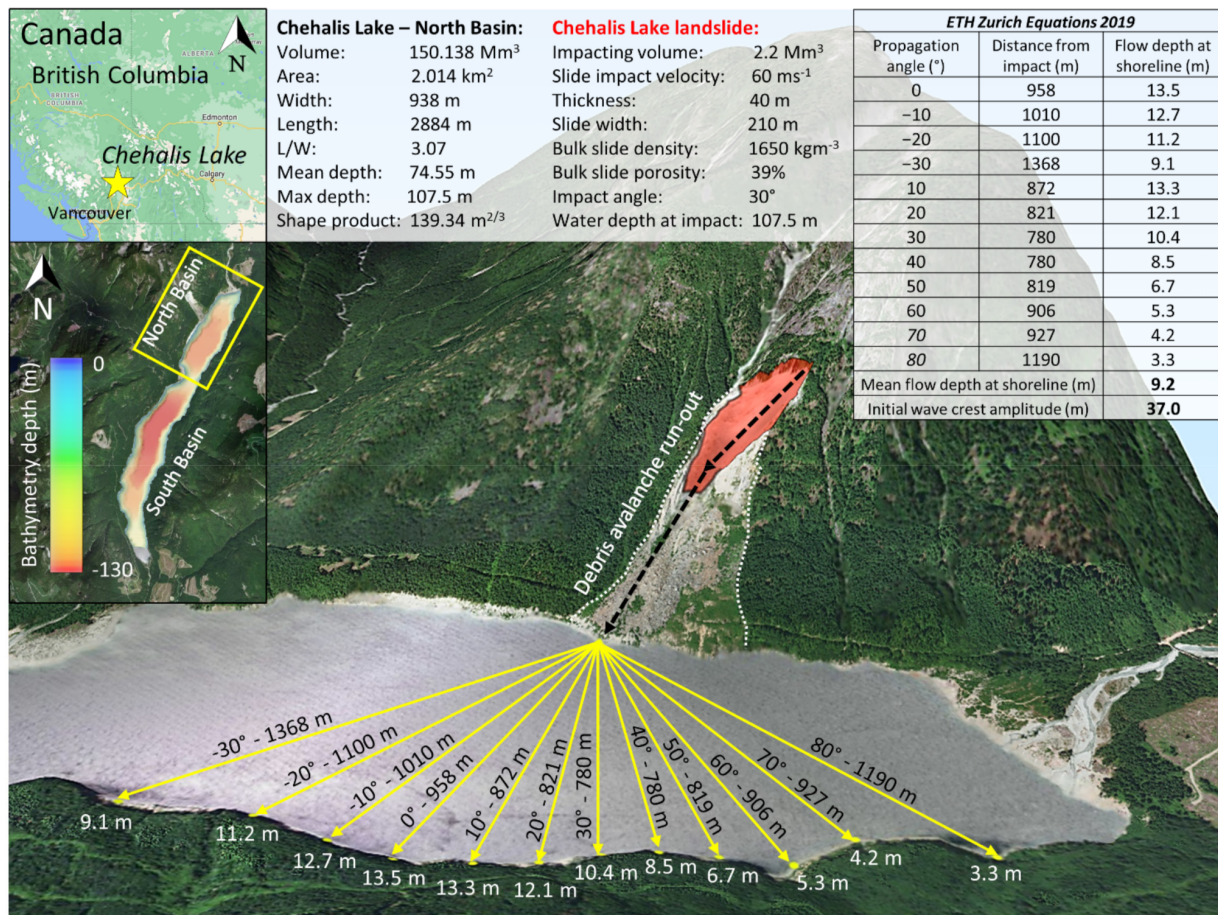 Canada
British Columbia
N
ALBERTA
BRITISH
COLUMBIA
Edmonton
Chehalis Lake
Calgary
Vancouver
Chehalis Lake – North Basin:
Volume: 150.138 Mm³
Area: 2.014 km²
Width: 938 m
Length: 2884 m
L/W: 3.07
Mean depth: 74.55 m
Max depth: 107.5 m
Shape product: 139.34 m²/³
Chehalis Lake landslide:
Impacting volume: 2.2 Mm³
Slide impact velocity: 60 ms⁻¹
Thickness: 40 m
Slide width: 210 m
Bulk slide density: 1650 kgm⁻³
Bulk slide porosity: 39%
Impact angle: 30°
Water depth at impact: 107.5 m
ETH Zurich Equations 2019
Propagation angle (°) Distance from impact (m) Flow depth at shoreline (m)
0 958 13.5
−10 1010 12.7
−20 1100 11.2
−30 1368 9.1
10 872 13.3
20 821 12.1
30 780 10.4
40 780 8.5
50 819 6.7
60 906 5.3
70 927 4.2
80 1190 3.3
Mean flow depth at shoreline (m) 9.2
Initial wave crest amplitude (m) 37.0
N
North Basin
South Basin
Bathymetry depth (m)
0
-130
Debris avalanche run-out
-30° - 1368 m
-20° - 1100 m
-10° - 1010 m
0° - 958 m
10° - 872 m
20° - 821 m
30° - 780 m
40° - 780 m
50° - 819 m
60° - 906 m
70° - 927 m
80° - 1190 m
9.1 m
11.2 m
12.7 m
13.5 m
13.3 m
12.1 m
10.4 m
8.5 m
6.7 m
5.3 m
4.2 m
3.3 m